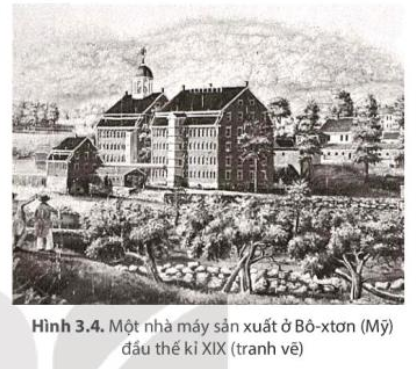 Hình 3.4. Một nhà máy sản xuất ở Bô-xtơn (Mỹ)
đầu thế kỉ XIX (tranh vẽ)